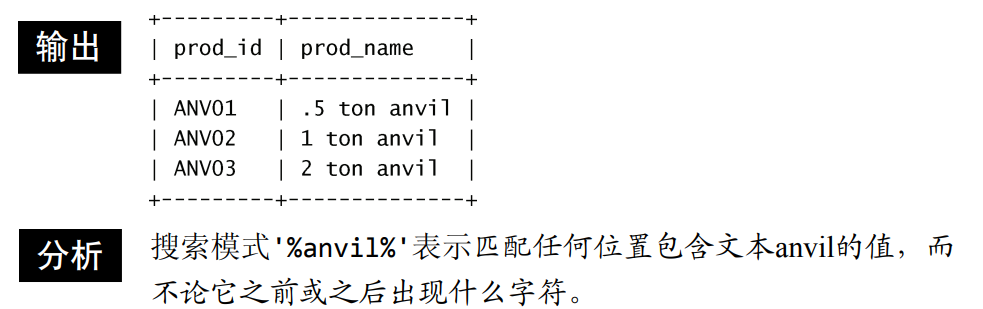 输出
+---------+--------------+
| prod_id | prod_name    |
+---------+--------------+
| ANV01   | .5 ton anvil |
| ANV02   | 1 ton anvil  |
| ANV03   | 2 ton anvil  |
+---------+--------------+
分析
搜索模式'%anvil%'表示匹配任何位置包含文本anvil的值，而
不论它之前或之后出现什么字符。